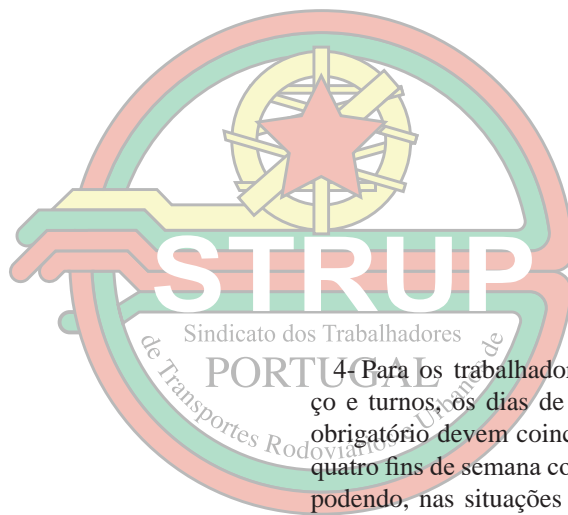 STRUP
Sindicato dos Trabalhadores
PORTUGAL
de Transportes Rodoviários e Urbanos de
4- Para os trabalhador
ço e turnos, os dias de
obrigatório devem coinc
quatro fins de semana co
podendo, nas situações